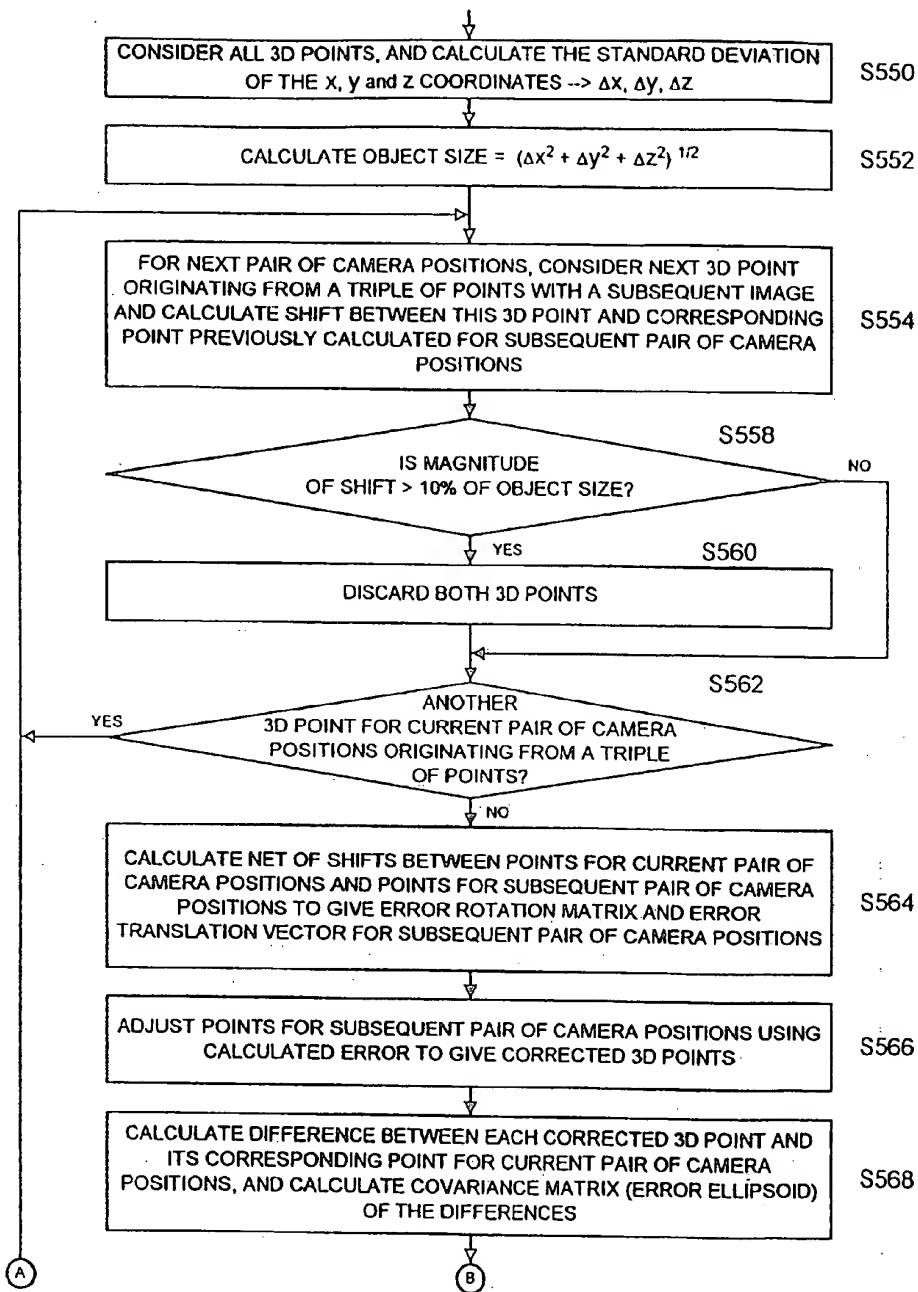 CONSIDER ALL 3D POINTS, AND CALCULATE THE STANDARD DEVIATION
OF THE x, y and z COORDINATES --> Δx, Δy, Δz
S550
CALCULATE OBJECT SIZE = (Δx² + Δy² + Δz²) ¹/²
S552
FOR NEXT PAIR OF CAMERA POSITIONS, CONSIDER NEXT 3D POINT
ORIGINATING FROM A TRIPLE OF POINTS WITH A SUBSEQUENT IMAGE
AND CALCULATE SHIFT BETWEEN THIS 3D POINT AND CORRESPONDING
POINT PREVIOUSLY CALCULATED FOR SUBSEQUENT PAIR OF CAMERA
POSITIONS
S554
S558
IS MAGNITUDE
OF SHIFT > 10% OF OBJECT SIZE?
NO
YES
S560
DISCARD BOTH 3D POINTS
S562
ANOTHER
3D POINT FOR CURRENT PAIR OF CAMERA
POSITIONS ORIGINATING FROM A TRIPLE
OF POINTS?
YES
NO
CALCULATE NET OF SHIFTS BETWEEN POINTS FOR CURRENT PAIR OF
CAMERA POSITIONS AND POINTS FOR SUBSEQUENT PAIR OF CAMERA
POSITIONS TO GIVE ERROR ROTATION MATRIX AND ERROR
TRANSLATION VECTOR FOR SUBSEQUENT PAIR OF CAMERA POSITIONS
S564
ADJUST POINTS FOR SUBSEQUENT PAIR OF CAMERA POSITIONS USING
CALCULATED ERROR TO GIVE CORRECTED 3D POINTS
S566
CALCULATE DIFFERENCE BETWEEN EACH CORRECTED 3D POINT AND
ITS CORRESPONDING POINT FOR CURRENT PAIR OF CAMERA
POSITIONS, AND CALCULATE COVARIANCE MATRIX (ERROR ELLIPSOID)
OF THE DIFFERENCES
S568
A
B